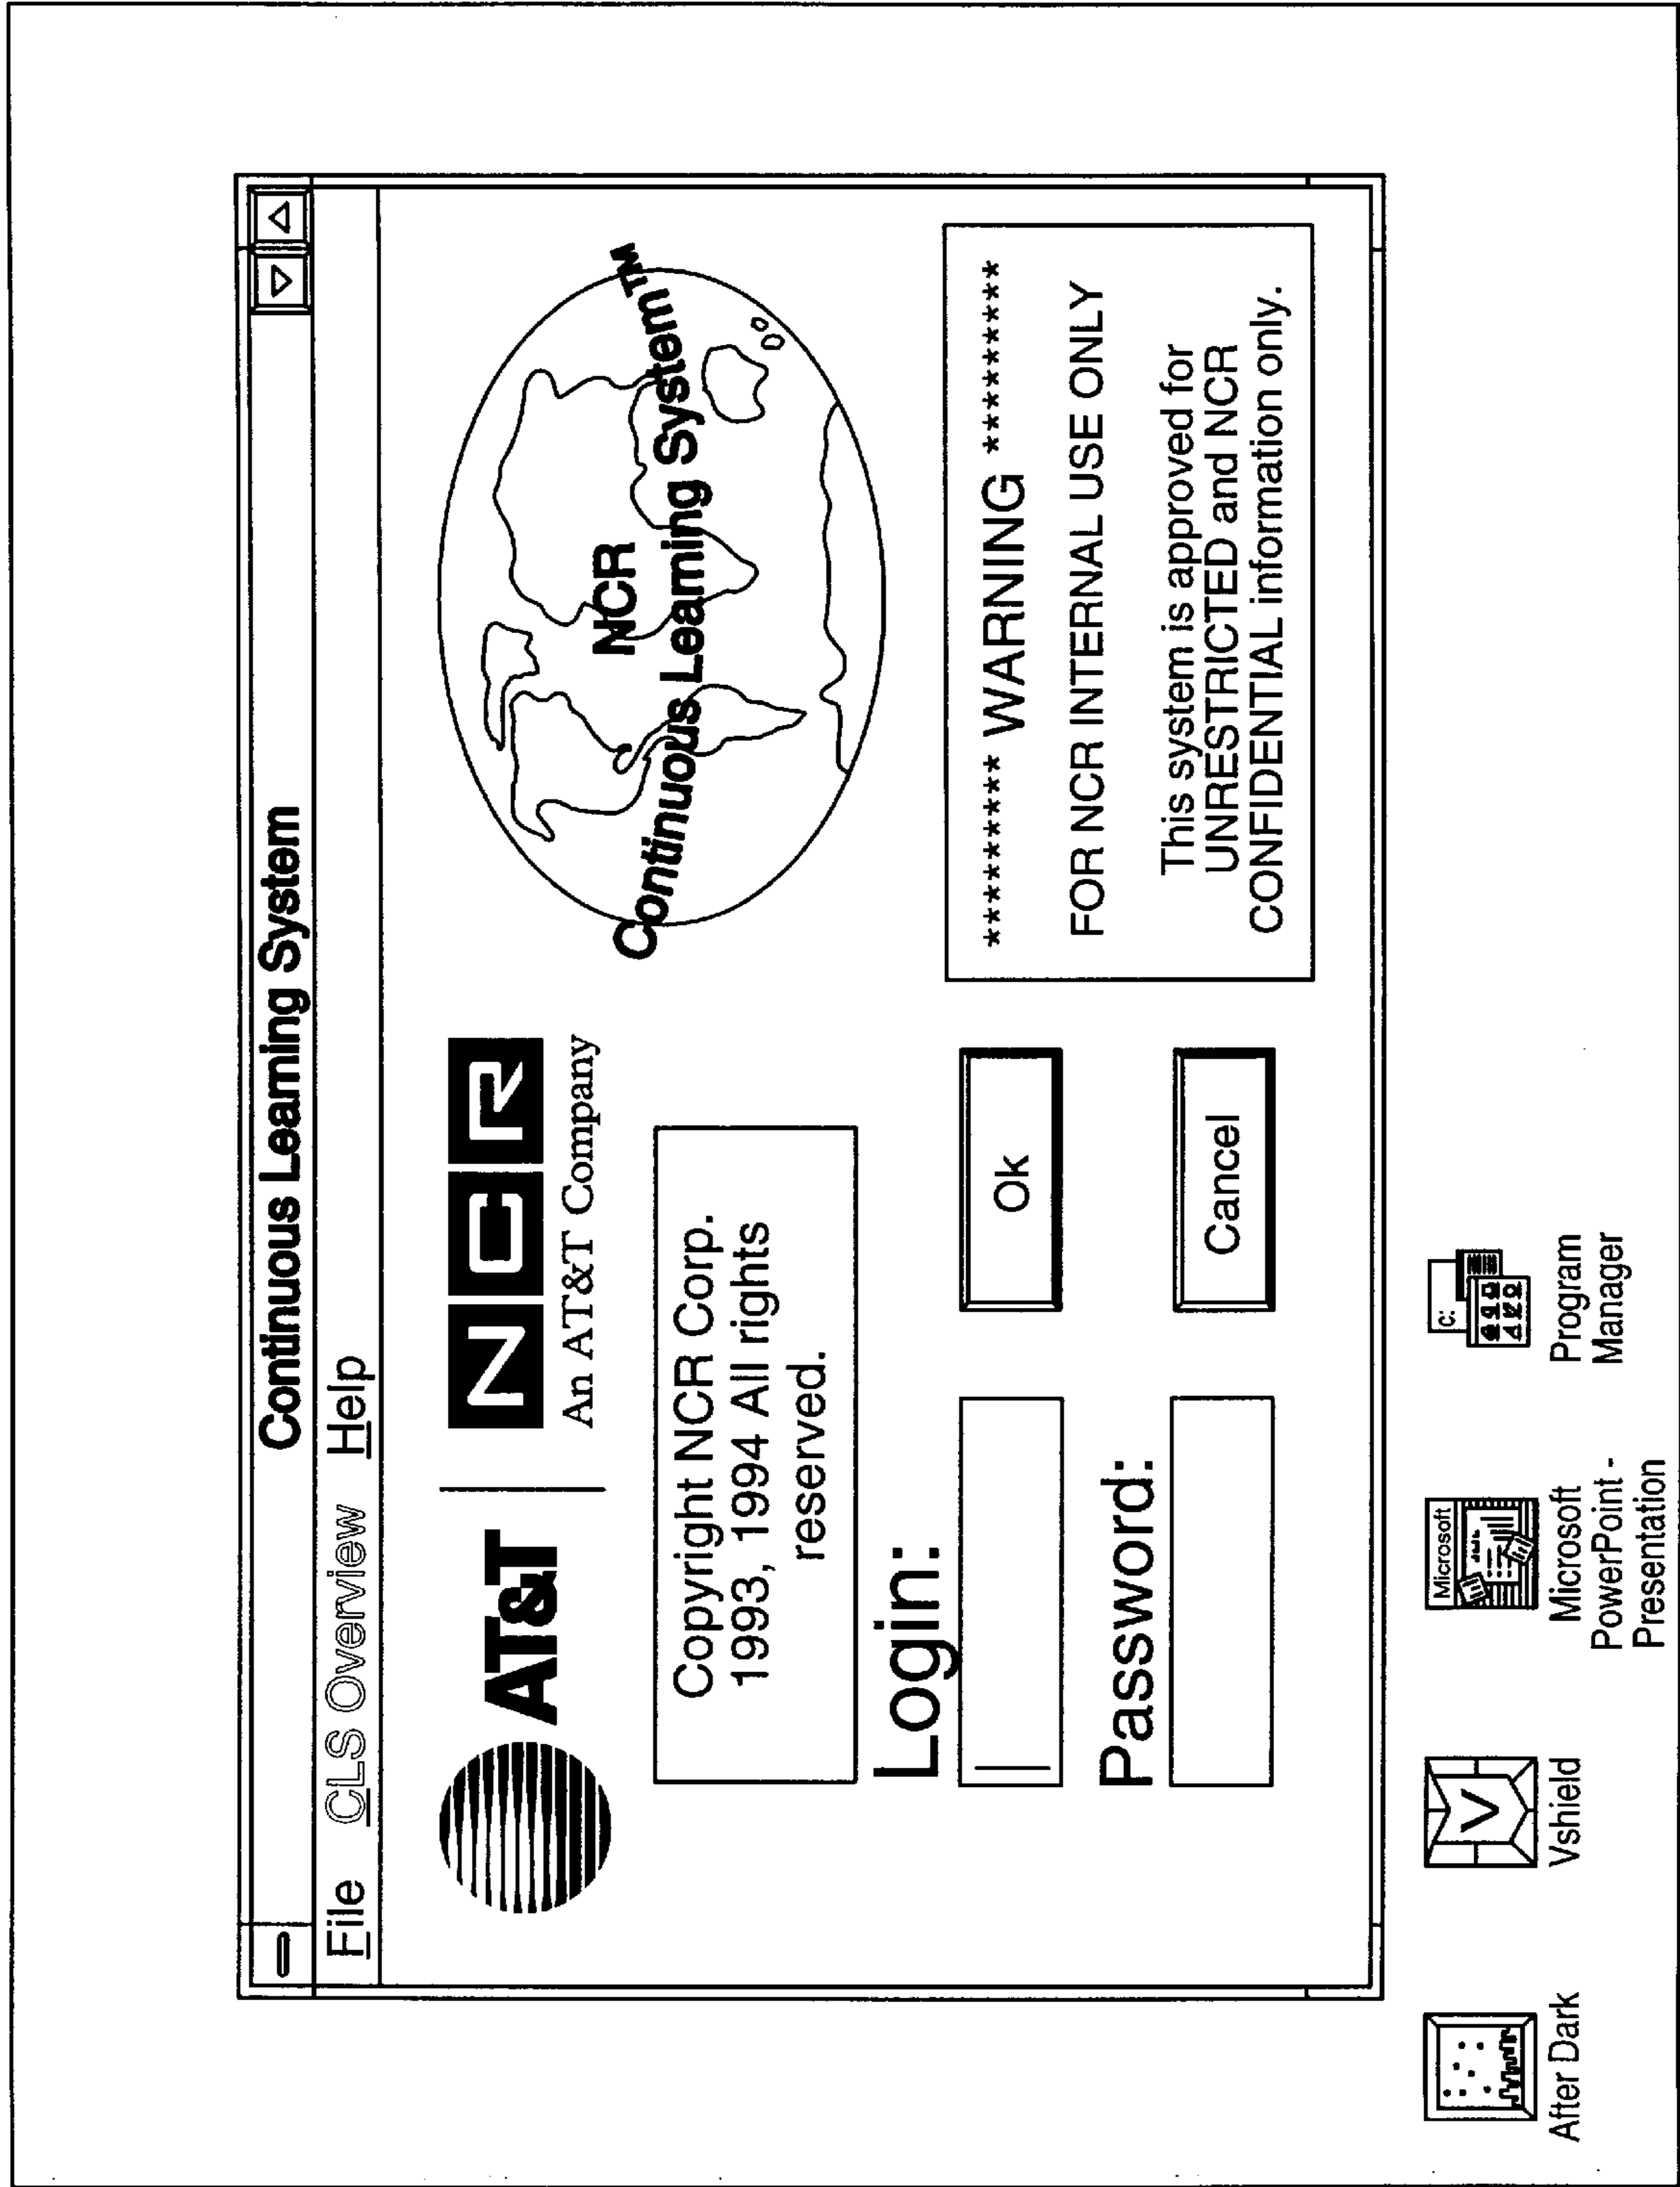 Continuous Learning System
File CLS Overview Help
AT&T
NCR
An AT&T Company
NCR
Continuous Learning System™
Copyright NCR Corp.
1993, 1994 All rights
reserved.
Login:
Ok
Password:
Cancel
********* WARNING *********
FOR NCR INTERNAL USE ONLY
This system is approved for
UNRESTRICTED and NCR
CONFIDENTIAL information only.
After Dark
V
Vshield
Microsoft
Microsoft
PowerPoint -
Presentation
C:
Program
Manager